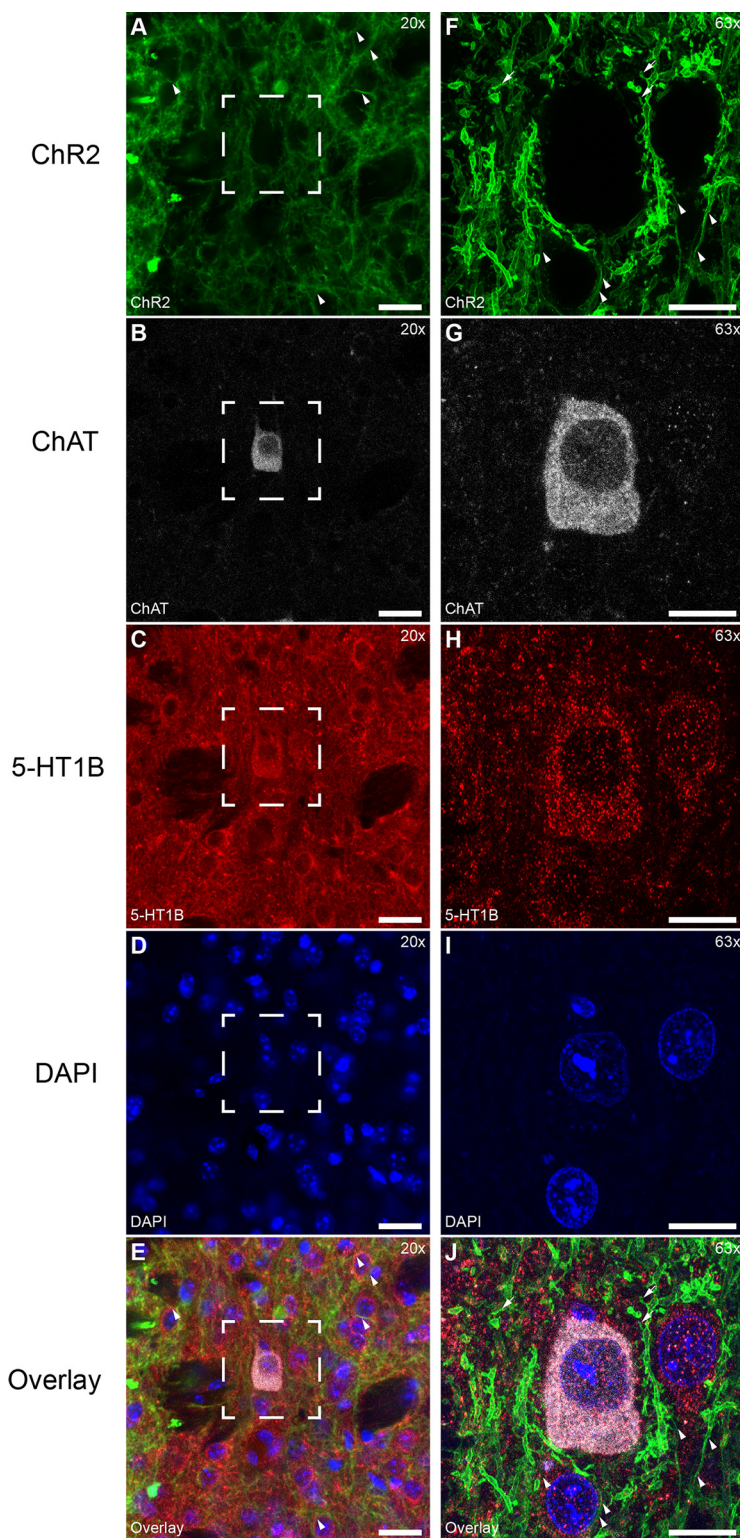 A 20x F 63x
ChR2
ChR2 ChR2
B 20x G 63x
ChAT
ChAT ChAT
C 20x H 63x
5-HT1B
5-HT1B 5-HT1B
D 20x I 63x
DAPI
DAPI DAPI
E 20x J 63x
Overlay
Overlay Overlay